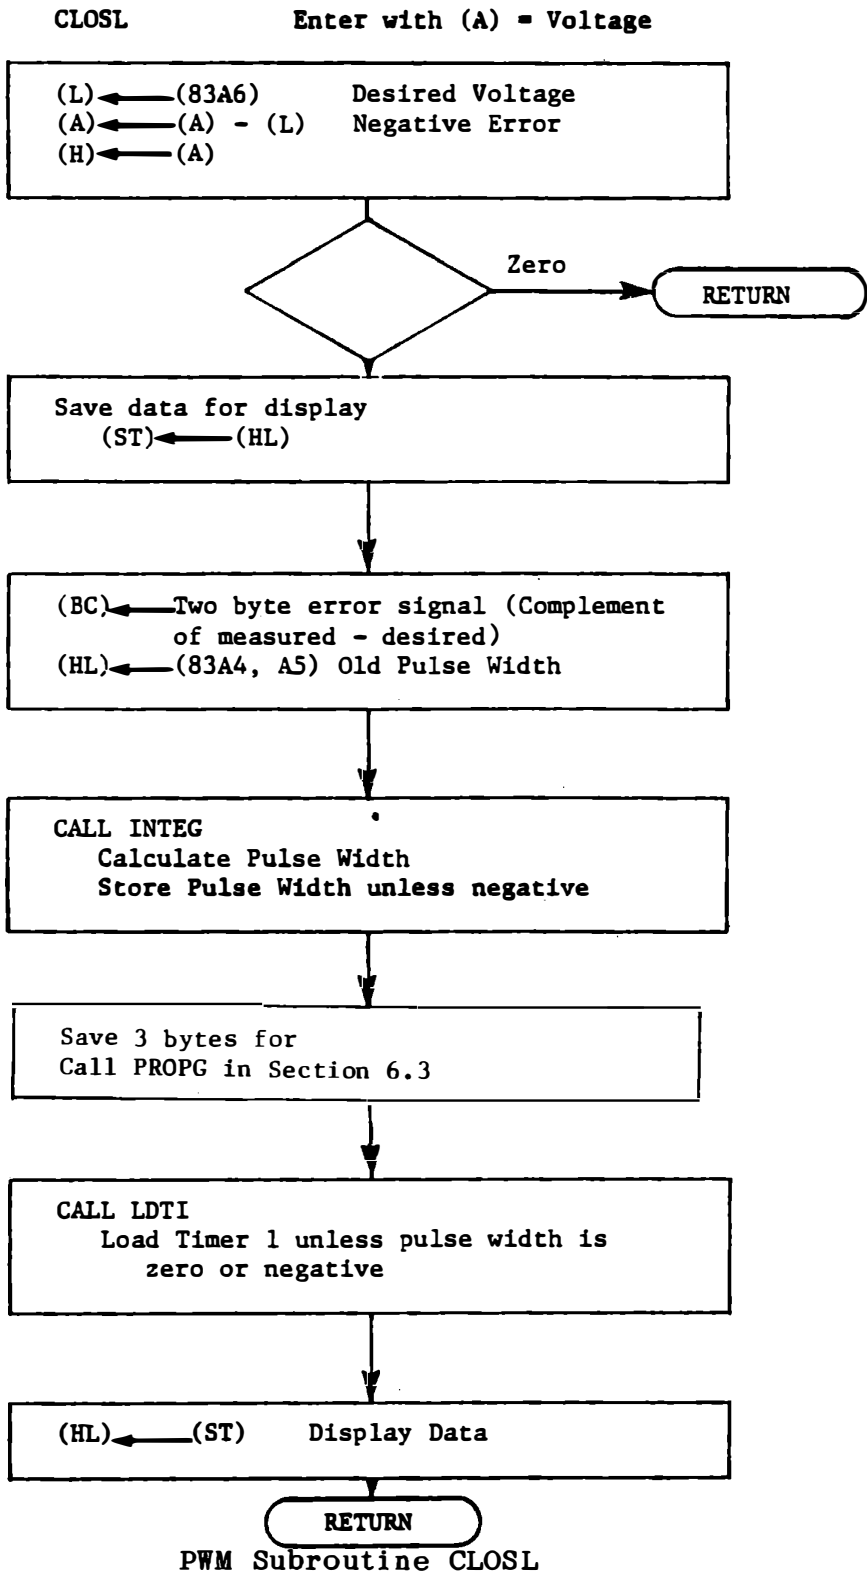 CLOSL Enter with (A) = Voltage
(L)←(83A6) Desired Voltage
(A)←(A) - (L) Negative Error
(H)←(A)
Zero
RETURN
Save data for display
(ST)←(HL)
(BC)←Two byte error signal (Complement
of measured - desired)
(HL)←(83A4, A5) Old Pulse Width
CALL INTEG
Calculate Pulse Width
Store Pulse Width unless negative
Save 3 bytes for
Call PROPG in Section 6.3
CALL LDTI
Load Timer 1 unless pulse width is
zero or negative
(HL)←(ST) Display Data
RETURN
PWM Subroutine CLOSL